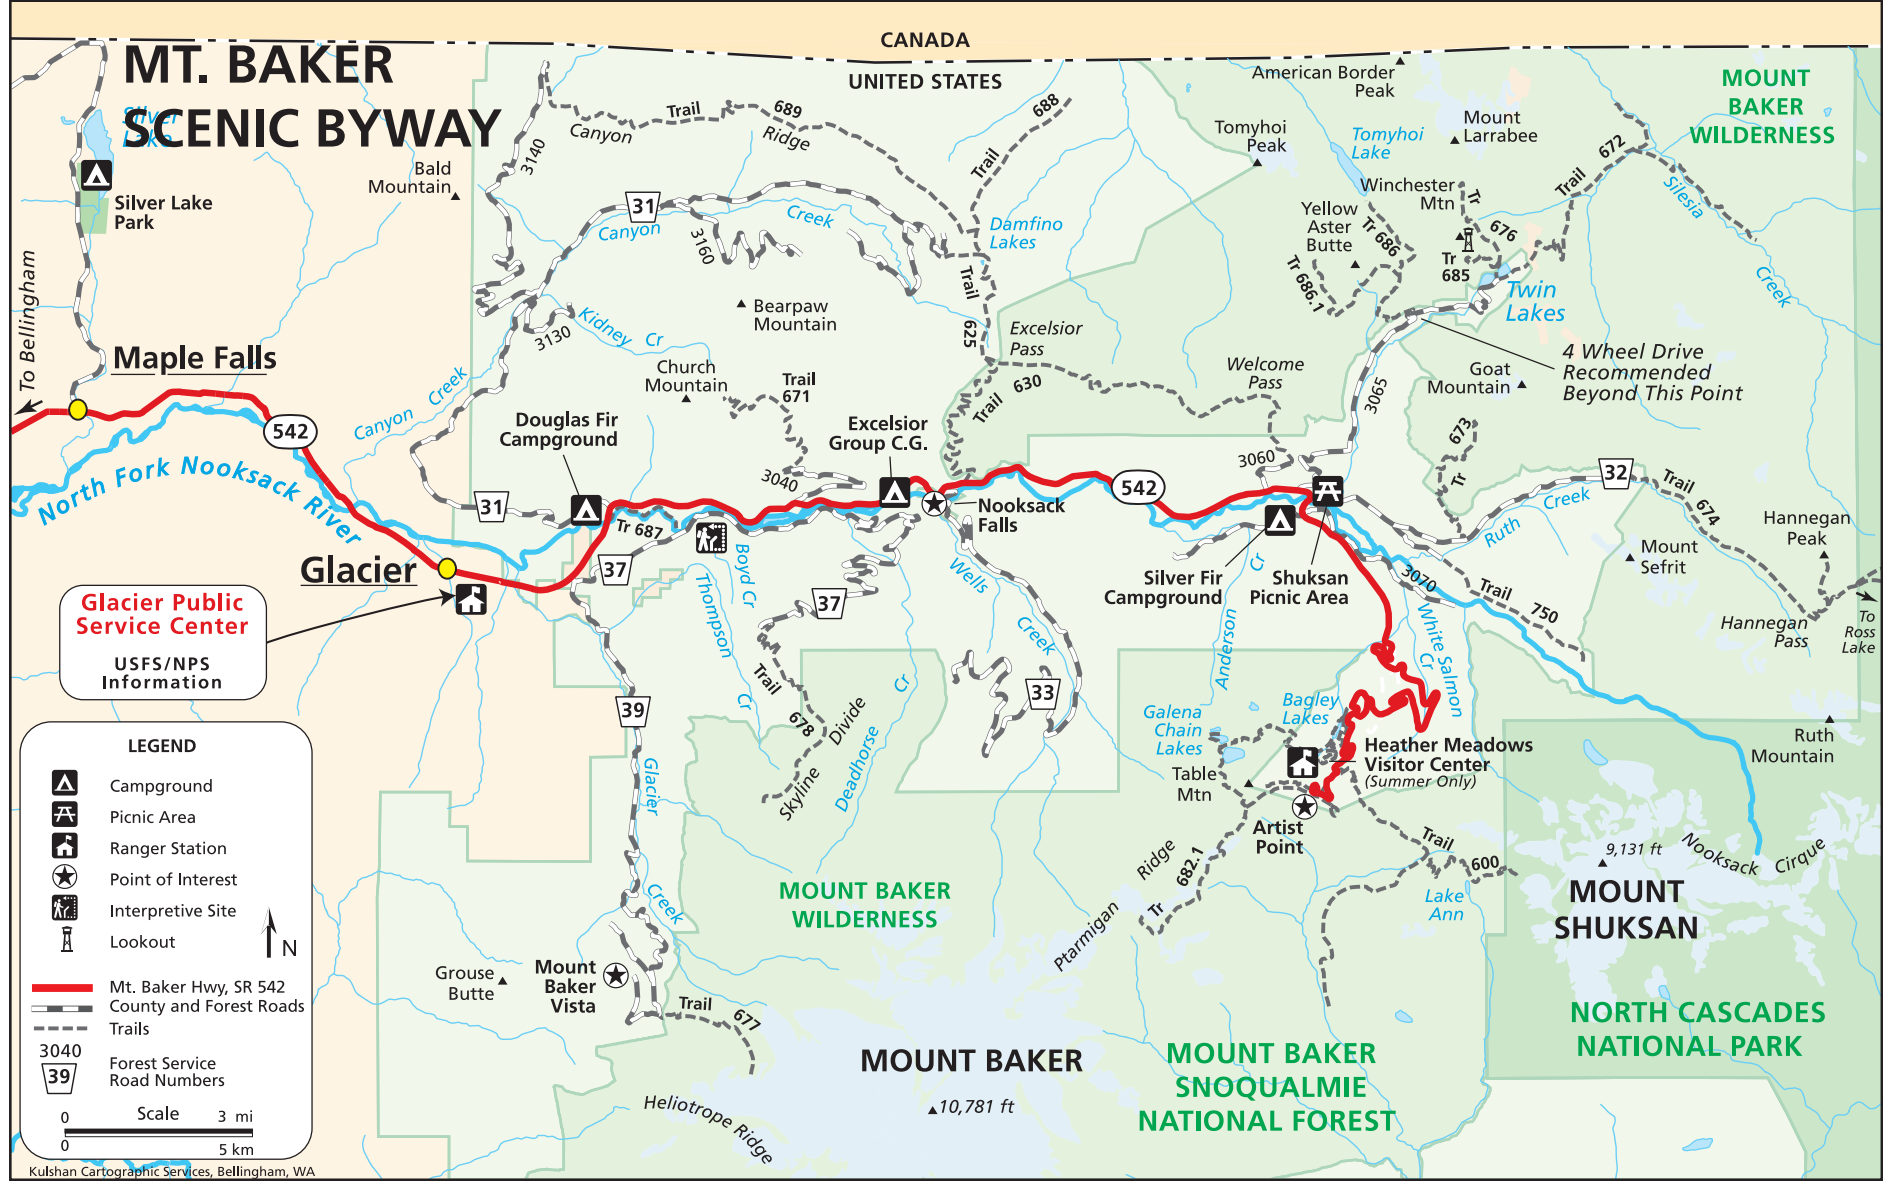 CANADA
UNITED STATES
MT. BAKER
SCENIC BYWAY
Silver
Lake
Silver Lake
Park
Bald
Mountain
To Bellingham
Maple Falls
542
North Fork Nooksack River
Glacier
Glacier Public
Service Center
USFS/NPS
Information
3140
Canyon
Ridge
Trail
689
Trail
688
31
Canyon
Creek
3160
Damfino
Lakes
Bearpaw
Mountain
Kidney Cr
3130
Church
Mountain
Trail
671
Canyon
Creek
Trail
625
Excelsior
Pass
Trail
630
Welcome
Pass
Douglas Fir
Campground
Excelsior
Group C.G.
3040
31
Tr 687
37
Boyd Cr
Thompson
Cr
Nooksack
Falls
Wells
Creek
37
33
Trail
678
Skyline
Divide
Deadhorse
Cr
39
Glacier
Creek
Grouse
Butte
Mount
Baker
Vista
Trail
677
Heliotrope Ridge
MOUNT BAKER
WILDERNESS
MOUNT BAKER
10,781 ft
American Border
Peak
Mount
Larrabee
Tomyhoi
Peak
Tomyhoi
Lake
MOUNT
BAKER
WILDERNESS
Winchester
Mtn
Yellow
Aster
Butte
Tr 686
Tr 686.1
Tr
676
Tr
685
Trail
672
Silesia
Creek
Twin
Lakes
4 Wheel Drive
Recommended
Beyond This Point
Goat
Mountain
3065
Tr
673
32
Ruth
Creek
Trail
674
Hannegan
Peak
Mount
Sefrit
Hannegan
Pass
To
Ross
Lake
542
3060
Silver Fir
Campground
Shuksan
Picnic Area
Anderson
Cr
3070
Trail
750
White Salmon
Cr
Bagley
Lakes
Galena
Chain
Lakes
Table
Mtn
Heather Meadows
Visitor Center
(Summer Only)
Artist
Point
Ruth
Mountain
Ptarmigan
Ridge
Tr
682.1
Trail
600
Lake
Ann
9,131 ft
Nooksack
Cirque
MOUNT
SHUKSAN
NORTH CASCADES
NATIONAL PARK
MOUNT BAKER
SNOQUALMIE
NATIONAL FOREST
LEGEND
Campground
Picnic Area
Ranger Station
Point of Interest
Interpretive Site
Lookout
N
Mt. Baker Hwy, SR 542
County and Forest Roads
Trails
3040
39
Forest Service
Road Numbers
0 Scale 3 mi
0 5 km
Kulshan Cartographic Services, Bellingham, WA